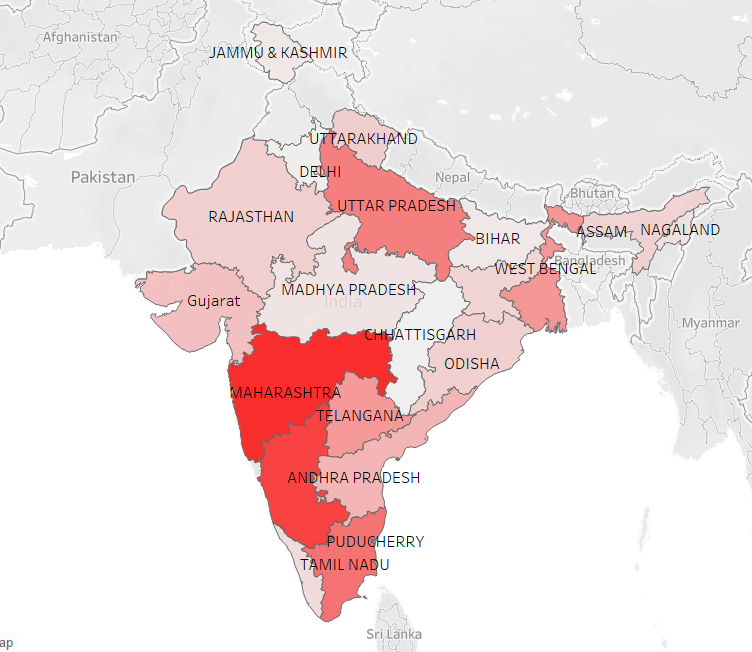 Afghanistan
JAMMU & KASHMIR
UTTARAKHAND
Pakistan
DELHI
Nepal
Bhutan
RAJASTHAN
UTTAR PRADESH
BIHAR
ASSAM
NAGALAND
Bangladesh
WEST BENGAL
MADHYA PRADESH
Gujarat
India
Myanmar
CHHATTISGARH
ODISHA
MAHARASHTRA
TELANGANA
ANDHRA PRADESH
PUDUCHERRY
TAMIL NADU
Sri Lanka
ap